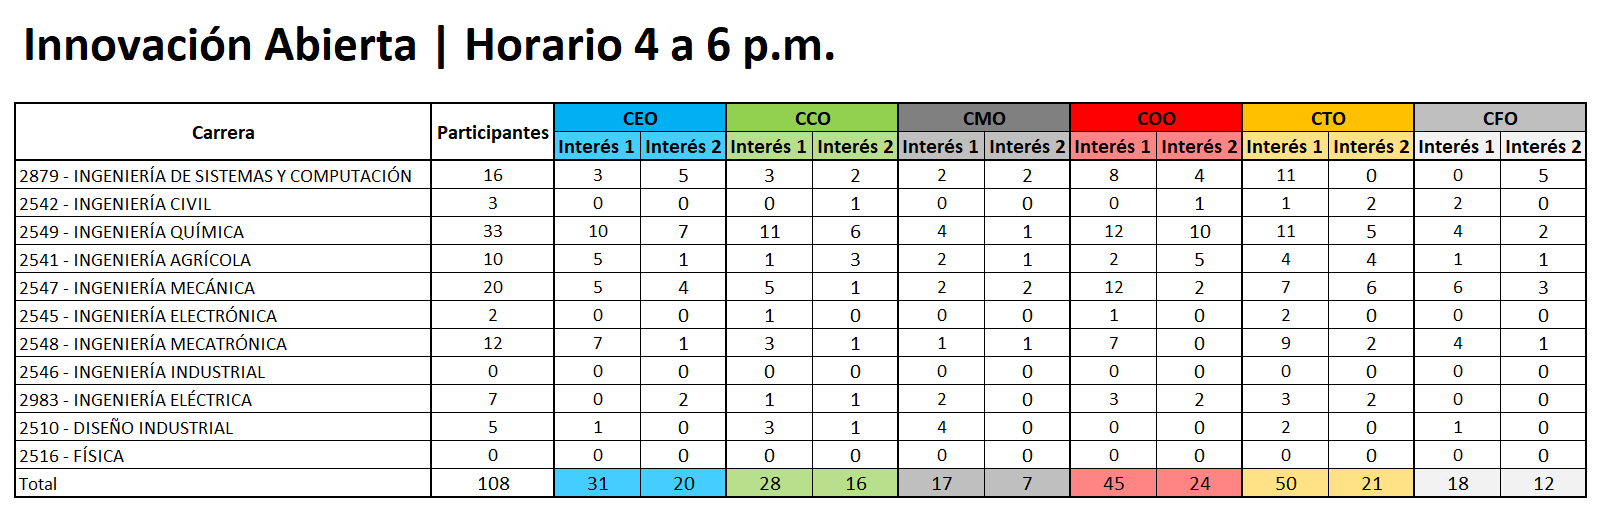 Innovación Abierta | Horario 4 a 6 p.m.
Carrera Participantes CEO CCO CMO COO CTO CFO
Interés 1 Interés 2 Interés 1 Interés 2 Interés 1 Interés 2 Interés 1 Interés 2 Interés 1 Interés 2 Interés 1 Interés 2
2879 - INGENIERÍA DE SISTEMAS Y COMPUTACIÓN 16 3 5 3 2 2 2 8 4 11 0 0 5
2542 - INGENIERÍA CIVIL 3 0 0 0 1 0 0 0 1 1 2 2 0
2549 - INGENIERÍA QUÍMICA 33 10 7 11 6 4 1 12 10 11 5 4 2
2541 - INGENIERÍA AGRÍCOLA 10 5 1 1 3 2 1 2 5 4 4 1 1
2547 - INGENIERÍA MECÁNICA 20 5 4 5 1 2 2 12 2 7 6 6 3
2545 - INGENIERÍA ELECTRÓNICA 2 0 0 1 0 0 0 1 0 2 0 0 0
2548 - INGENIERÍA MECATRÓNICA 12 7 1 3 1 1 1 7 0 9 2 4 1
2546 - INGENIERÍA INDUSTRIAL 0 0 0 0 0 0 0 0 0 0 0 0 0
2983 - INGENIERÍA ELÉCTRICA 7 0 2 1 1 2 0 3 2 3 2 0 0
2510 - DISEÑO INDUSTRIAL 5 1 0 3 1 4 0 0 0 2 0 1 0
2516 - FÍSICA 0 0 0 0 0 0 0 0 0 0 0 0 0
Total 108 31 20 28 16 17 7 45 24 50 21 18 12